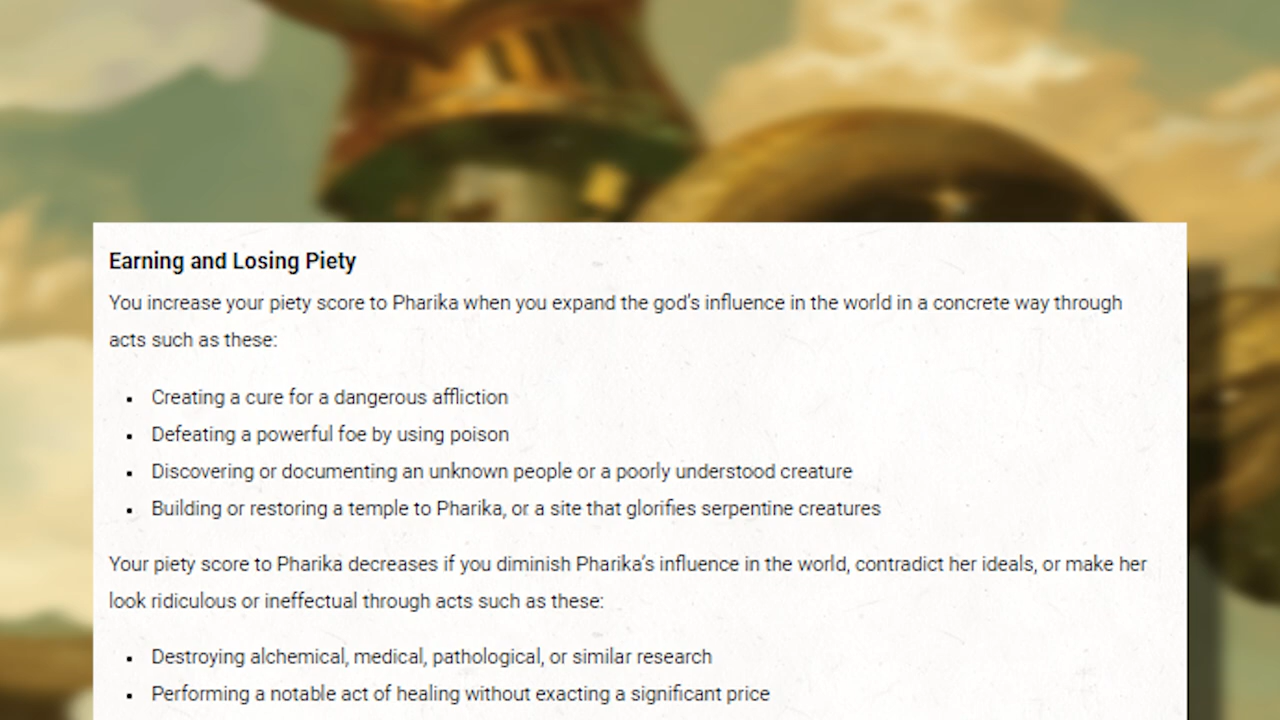 Earning and Losing Piety
You increase your piety score to Pharika when you expand the god's influence in the world in a concrete way through
acts such as these:
• Creating a cure for a dangerous affliction
• Defeating a powerful foe by using poison
• Discovering or documenting an unknown people or a poorly understood creature
• Building or restoring a temple to Pharika, or a site that glorifies serpentine creatures
Your piety score to Pharika decreases if you diminish Pharika's influence in the world, contradict her ideals, or make her
look ridiculous or ineffectual through acts such as these:
• Destroying alchemical, medical, pathological, or similar research
• Performing a notable act of healing without exacting a significant price